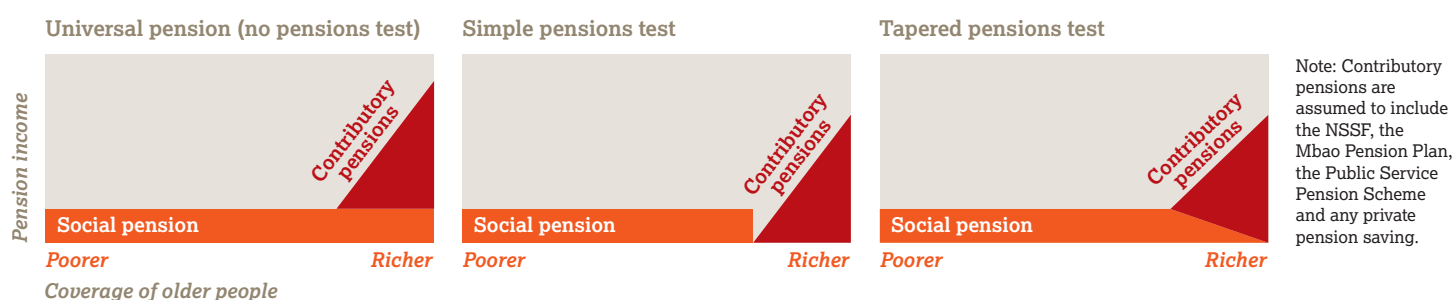 Universal pension (no pensions test)
Pension income
Contributory
pensions
Social pension
Poorer
Richer
Coverage of older people
Simple pensions test
Contributory
pensions
Social pension
Poorer
Richer
Tapered pensions test
Contributory
pensions
Social pension
Poorer
Richer
Note: Contributory
pensions are
assumed to include
the NSSF, the
Mbao Pension Plan,
the Public Service
Pension Scheme
and any private
pension saving.